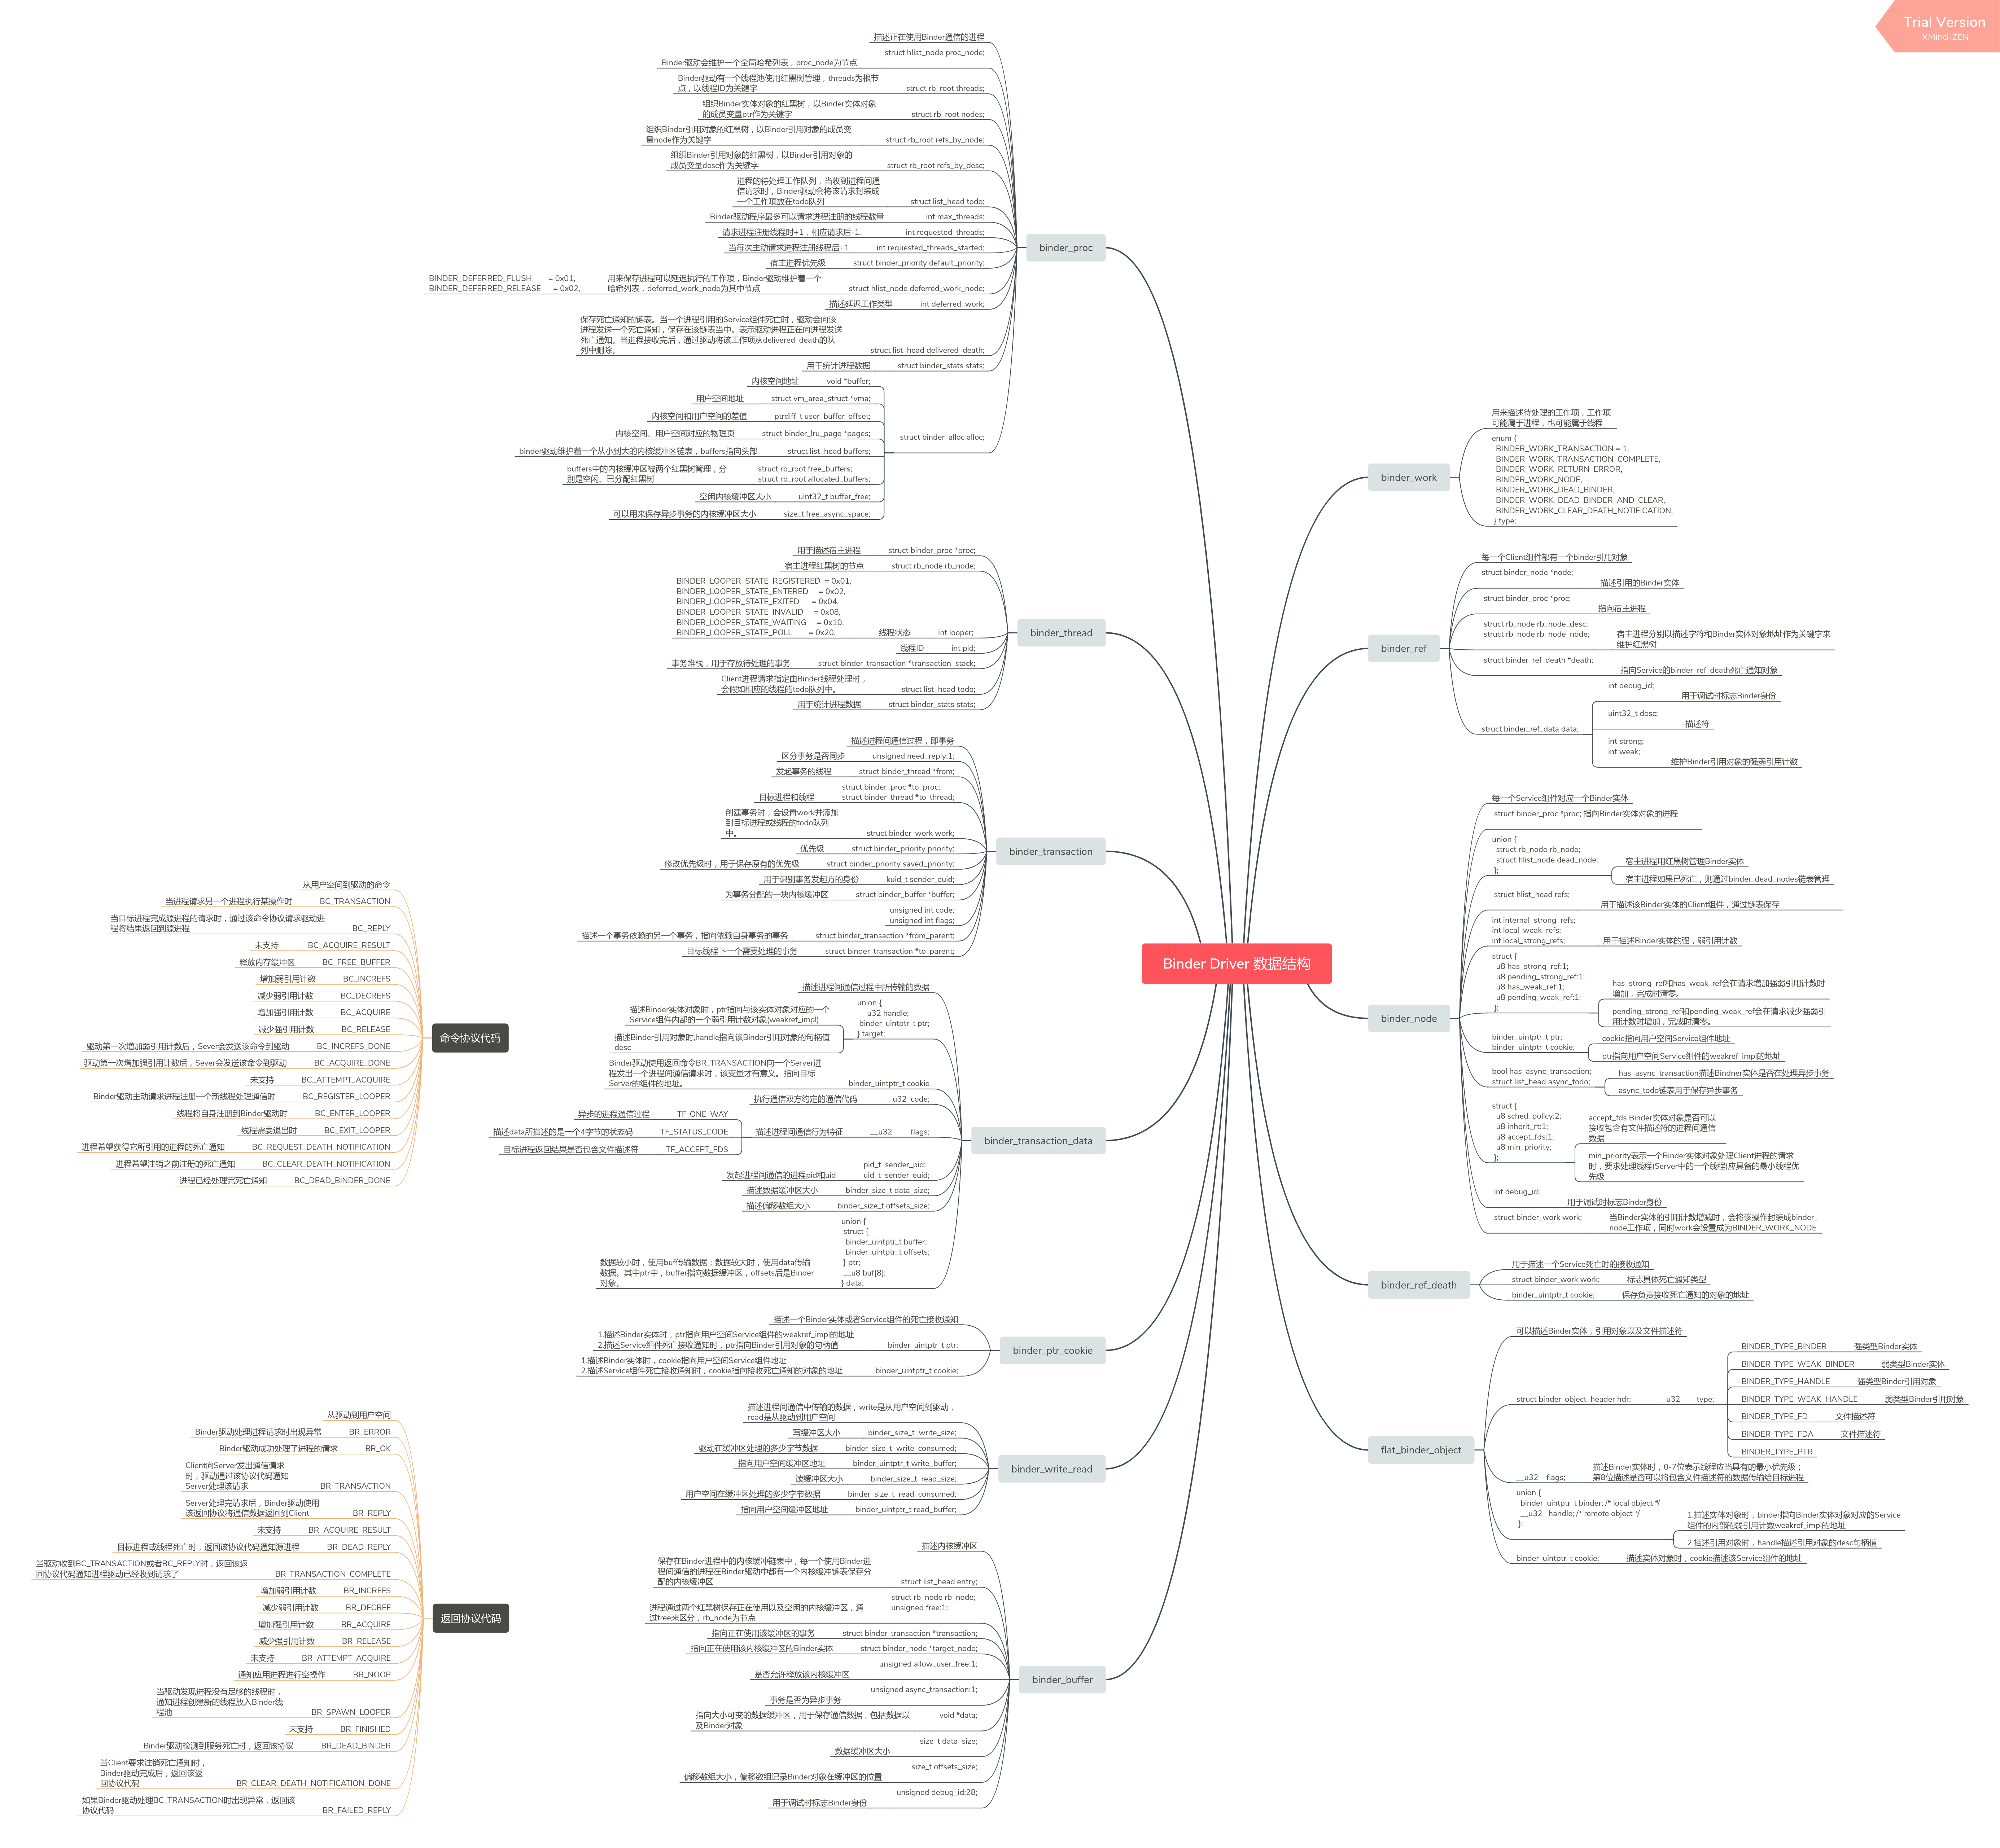 Trial Version
XMind:ZEN
Binder Driver 数据结构
binder_proc
描述正在使用Binder通信的进程
struct hlist_node proc_node;
Binder驱动会维护一个全局哈希列表，proc_node为节点
Binder驱动有一个线程池使用红黑树管理，threads为根节
点，以线程ID为关键字
struct rb_root threads;
组织Binder实体对象的红黑树，以Binder实体对象
的成员变量ptr作为关键字
struct rb_root nodes;
组织Binder引用对象的红黑树，以Binder引用对象的成员变
量node作为关键字
struct rb_root refs_by_node;
组织Binder引用对象的红黑树，以Binder引用对象的
成员变量desc作为关键字
struct rb_root refs_by_desc;
进程的待处理工作队列，当收到进程间通
信请求时，Binder驱动会将该请求封装成
一个工作项放在todo队列
struct list_head todo;
Binder驱动程序最多可以请求进程注册的线程数量
int max_threads;
请求进程注册线程时+1，相应请求后-1.
int requested_threads;
当每次主动请求进程注册线程后+1
int requested_threads_started;
宿主进程优先级
struct binder_priority default_priority;
BINDER_DEFERRED_FLUSH = 0x01,
BINDER_DEFERRED_RELEASE = 0x02,
用来保存进程可以延迟执行的工作项，Binder驱动维护着一个
哈希列表，deferred_work_node为其中节点
struct hlist_node deferred_work_node;
描述延迟工作类型
int deferred_work;
保存死亡通知的链表。当一个进程引用的Service组件死亡时，驱动会向该
进程发送一个死亡通知，保存在该链表当中。表示驱动进程正在向进程发送
死亡通知。当进程接收完后，通过驱动将该工作项从delivered_death的队
列中删除。
struct list_head delivered_death;
用于统计进程数据
struct binder_stats stats;
内核空间地址
void *buffer;
用户空间地址
struct vm_area_struct *vma;
内核空间和用户空间的差值
ptrdiff_t user_buffer_offset;
内核空间、用户空间对应的物理页
struct binder_lru_page *pages;
binder驱动维护着一个从小到大的内核缓冲区链表，buffers指向头部
struct list_head buffers;
buffers中的内核缓冲区被两个红黑树管理，分
别是空闲、已分配红黑树
struct rb_root free_buffers;
struct rb_root allocated_buffers;
空闲内核缓冲区大小
uint32_t buffer_free;
可以用来保存异步事务的内核缓冲区大小
size_t free_async_space;
struct binder_alloc alloc;
binder_thread
用于描述宿主进程
struct binder_proc *proc;
宿主进程红黑树的节点
struct rb_node rb_node;
BINDER_LOOPER_STATE_REGISTERED = 0x01,
BINDER_LOOPER_STATE_ENTERED = 0x02,
BINDER_LOOPER_STATE_EXITED = 0x04,
BINDER_LOOPER_STATE_INVALID = 0x08,
BINDER_LOOPER_STATE_WAITING = 0x10,
BINDER_LOOPER_STATE_POLL = 0x20,
线程状态
int looper;
线程ID
int pid;
事务堆栈，用于存放待处理的事务
struct binder_transaction *transaction_stack;
Client进程请求指定由Binder线程处理时，
会假如相应的线程的todo队列中。
struct list_head todo;
用于统计进程数据
struct binder_stats stats;
binder_transaction
描述进程间通信过程，即事务
区分事务是否同步
unsigned need_reply:1;
发起事务的线程
struct binder_thread *from;
目标进程和线程
struct binder_proc *to_proc;
struct binder_thread *to_thread;
创建事务时，会设置work并添加
到目标进程或线程的todo队列
中。
struct binder_work work;
优先级
struct binder_priority priority;
修改优先级时，用于保存原有的优先级
struct binder_priority saved_priority;
用于识别事务发起方的身份
kuid_t sender_euid;
为事务分配的一块内核缓冲区
struct binder_buffer *buffer;
unsigned int code;
unsigned int flags;
描述一个事务依赖的另一个事务，指向依赖自身事务的事务
struct binder_transaction *from_parent;
目标线程下一个需要处理的事务
struct binder_transaction *to_parent;
binder_transaction_data
描述进程间通信过程中所传输的数据
描述Binder实体对象时，ptr指向与该实体对象对应的一个
Service组件内部的一个弱引用计数对象(weakref_impl)
描述Binder引用对象时,handle指向该Binder引用对象的句柄值
desc
union {
__u32 handle;
binder_uintptr_t ptr;
} target;
Binder驱动使用返回命令BR_TRANSACTION向一个Server进
程发出一个进程间通信请求时，该变量才有意义。指向目标
Server的组件的地址。
binder_uintptr_t cookie
执行通信双方约定的通信代码
__u32 code;
异步的进程通信过程
TF_ONE_WAY
描述data所描述的是一个4字节的状态码
TF_STATUS_CODE
目标进程返回结果是否包含文件描述符
TF_ACCEPT_FDS
描述进程间通信行为特征
__u32 flags;
发起进程间通信的进程pid和uid
pid_t sender_pid;
uid_t sender_euid;
描述数据缓冲区大小
binder_size_t data_size;
描述偏移数组大小
binder_size_t offsets_size;
数据较小时，使用buf传输数据；数据较大时，使用data传输
数据。其中ptr中，buffer指向数据缓冲区，offsets后是Binder
对象。
union {
struct {
binder_uintptr_t buffer;
binder_uintptr_t offsets;
} ptr;
__u8 buf[8];
} data;
binder_ptr_cookie
描述一个Binder实体或者Service组件的死亡接收通知
1.描述Binder实体时，ptr指向用户空间Service组件的weakref_impl的地址
2.描述Service组件死亡接收通知时，ptr指向Binder引用对象的句柄值
binder_uintptr_t ptr;
1.描述Binder实体时，cookie指向用户空间Service组件地址
2.描述Service组件死亡接收通知时，cookie指向接收死亡通知的对象的地址
binder_uintptr_t cookie;
binder_write_read
描述进程间通信中传输的数据，write是从用户空间到驱动，
read是从驱动到用户空间
写缓冲区大小
binder_size_t write_size;
驱动在缓冲区处理的多少字节数据
binder_size_t write_consumed;
指向用户空间缓冲区地址
binder_uintptr_t write_buffer;
读缓冲区大小
binder_size_t read_size;
用户空间在缓冲区处理的多少字节数据
binder_size_t read_consumed;
指向用户空间缓冲区地址
binder_uintptr_t read_buffer;
binder_buffer
描述内核缓冲区
保存在Binder进程中的内核缓冲链表中，每一个使用Binder进
程间通信的进程在Binder驱动中都有一个内核缓冲链表保存分
配的内核缓冲区
struct list_head entry;
进程通过两个红黑树保存正在使用以及空闲的内核缓冲区，通
过free来区分，rb_node为节点
struct rb_node rb_node;
unsigned free:1;
指向正在使用该缓冲区的事务
struct binder_transaction *transaction;
指向正在使用该内核缓冲区的Binder实体
struct binder_node *target_node;
unsigned allow_user_free:1;
是否允许释放该内核缓冲区
unsigned async_transaction:1;
事务是否为异步事务
指向大小可变的数据缓冲区，用于保存通信数据，包括数据以
及Binder对象
void *data;
size_t data_size;
数据缓冲区大小
size_t offsets_size;
偏移数组大小，偏移数组记录Binder对象在缓冲区的位置
unsigned debug_id:28;
用于调试时标志Binder身份
binder_work
用来描述待处理的工作项，工作项
可能属于进程，也可能属于线程
enum {
BINDER_WORK_TRANSACTION = 1,
BINDER_WORK_TRANSACTION_COMPLETE,
BINDER_WORK_RETURN_ERROR,
BINDER_WORK_NODE,
BINDER_WORK_DEAD_BINDER,
BINDER_WORK_DEAD_BINDER_AND_CLEAR,
BINDER_WORK_CLEAR_DEATH_NOTIFICATION,
} type;
binder_ref
每一个Client组件都有一个binder引用对象
struct binder_node *node;
描述引用的Binder实体
struct binder_proc *proc;
指向宿主进程
struct rb_node rb_node_desc;
struct rb_node rb_node_node;
宿主进程分别以描述字符和Binder实体对象地址作为关键字来
维护红黑树
struct binder_ref_death *death;
指向Service的binder_ref_death死亡通知对象
struct binder_ref_data data;
int debug_id;
用于调试时标志Binder身份
uint32_t desc;
描述符
int strong;
int weak;
维护Binder引用对象的强弱引用计数
binder_node
每一个Service组件对应一个Binder实体
struct binder_proc *proc; 指向Binder实体对象的进程
union {
struct rb_node rb_node;
struct hlist_node dead_node;
};
宿主进程用红黑树管理Binder实体
宿主进程如果已死亡，则通过binder_dead_nodes链表管理
struct hlist_head refs;
用于描述该Binder实体的Client组件，通过链表保存
int internal_strong_refs;
int local_weak_refs;
int local_strong_refs;
用于描述Binder实体的强，弱引用计数
struct {
u8 has_strong_ref:1;
u8 pending_strong_ref:1;
u8 has_weak_ref:1;
u8 pending_weak_ref:1;
};
has_strong_ref和has_weak_ref会在请求增加强弱引用计数时
增加，完成时清零。
pending_strong_ref和pending_weak_ref会在请求减少强弱引
用计数时增加，完成时清零。
binder_uintptr_t ptr;
binder_uintptr_t cookie;
cookie指向用户空间Service组件地址
ptr指向用户空间Service组件的weakref_impl的地址
bool has_async_transaction;
struct list_head async_todo;
has_async_transaction描述Bindner实体是否在处理异步事务
async_todo链表用于保存异步事务
struct {
u8 sched_policy:2;
u8 inherit_rt:1;
u8 accept_fds:1;
u8 min_priority;
};
accept_fds Binder实体对象是否可以
接收包含有文件描述符的进程间通信
数据
min_priority表示一个Binder实体对象处理Client进程的请求
时，要求处理线程(Server中的一个线程)应具备的最小线程优
先级
int debug_id;
用于调试时标志Binder身份
struct binder_work work;
当Binder实体的引用计数增减时，会将该操作封装成binder_
node工作项，同时work会设置成为BINDER_WORK_NODE
binder_ref_death
用于描述一个Service死亡时的接收通知
struct binder_work work;
标志具体死亡通知类型
binder_uintptr_t cookie;
保存负责接收死亡通知的对象的地址
flat_binder_object
可以描述Binder实体，引用对象以及文件描述符
struct binder_object_header hdr;
__u32 type;
BINDER_TYPE_BINDER
强类型Binder实体
BINDER_TYPE_WEAK_BINDER
弱类型Binder实体
BINDER_TYPE_HANDLE
强类型Binder引用对象
BINDER_TYPE_WEAK_HANDLE
弱类型Binder引用对象
BINDER_TYPE_FD
文件描述符
BINDER_TYPE_FDA
文件描述符
BINDER_TYPE_PTR
__u32 flags;
描述Binder实体时，0-7位表示线程应当具有的最小优先级；
第8位描述是否可以将包含文件描述符的数据传输给目标进程
union {
binder_uintptr_t binder; /* local object */
__u32 handle; /* remote object */
};
1.描述实体对象时，binder指向Binder实体对象对应的Service
组件的内部的弱引用计数weakref_impl的地址
2.描述引用对象时，handle描述引用对象的desc句柄值
binder_uintptr_t cookie;
描述实体对象时，cookie描述该Service组件的地址
命令协议代码
从用户空间到驱动的命令
当进程请求另一个进程执行某操作时
BC_TRANSACTION
当目标进程完成源进程的请求时，通过该命令协议请求驱动进
程将结果返回到源进程
BC_REPLY
未支持
BC_ACQUIRE_RESULT
释放内存缓冲区
BC_FREE_BUFFER
增加弱引用计数
BC_INCREFS
减少弱引用计数
BC_DECREFS
增加强引用计数
BC_ACQUIRE
减少强引用计数
BC_RELEASE
驱动第一次增加弱引用计数后，Sever会发送该命令到驱动
BC_INCREFS_DONE
驱动第一次增加强引用计数后，Sever会发送该命令到驱动
BC_ACQUIRE_DONE
未支持
BC_ATTEMPT_ACQUIRE
Binder驱动主动请求进程注册一个新线程处理通信时
BC_REGISTER_LOOPER
线程将自身注册到Binder驱动时
BC_ENTER_LOOPER
线程需要退出时
BC_EXIT_LOOPER
进程希望获得它所引用的进程的死亡通知
BC_REQUEST_DEATH_NOTIFICATION
进程希望注销之前注册的死亡通知
BC_CLEAR_DEATH_NOTIFICATION
进程已经处理完死亡通知
BC_DEAD_BINDER_DONE
返回协议代码
从驱动到用户空间
Binder驱动处理进程请求时出现异常
BR_ERROR
Binder驱动成功处理了进程的请求
BR_OK
Client向Server发出通信请求
时，驱动通过该协议代码通知
Server处理该请求
BR_TRANSACTION
Server处理完请求后，Binder驱动使用
该返回协议将通信数据返回到Client
BR_REPLY
未支持
BR_ACQUIRE_RESULT
目标进程或线程死亡时，返回该协议代码通知源进程
BR_DEAD_REPLY
当驱动收到BC_TRANSACTION或者BC_REPLY时，返回该返
回协议代码通知进程驱动已经收到请求了
BR_TRANSACTION_COMPLETE
增加弱引用计数
BR_INCREFS
减少弱引用计数
BR_DECREF
增加强引用计数
BR_ACQUIRE
减少强引用计数
BR_RELEASE
未支持
BR_ATTEMPT_ACQUIRE
通知应用进程进行空操作
BR_NOOP
当驱动发现进程没有足够的线程时，
通知进程创建新的线程放入Binder线
程池
BR_SPAWN_LOOPER
未支持
BR_FINISHED
Binder驱动检测到服务死亡时，返回该协议
BR_DEAD_BINDER
当Client要求注销死亡通知时，
Binder驱动完成后，返回该返
回协议代码
BR_CLEAR_DEATH_NOTIFICATION_DONE
如果Binder驱动处理BC_TRANSACTION时出现异常，返回该
协议代码
BR_FAILED_REPLY